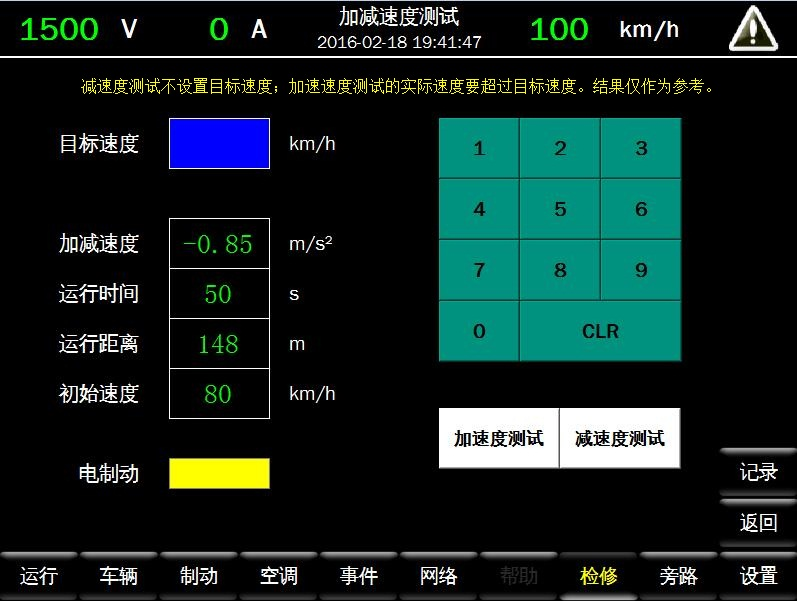 1500 V 0 A 加减速度测试 100 km/h
2016-02-18 19:41:47
减速度测试不设置目标速度；加速速度测试的实际速度要超过目标速度。结果仅作为参考。
目标速度 km/h
加减速度 -0.85 m/s²
运行时间 50 s
运行距离 148 m
初始速度 80 km/h
电制动
1 2 3
4 5 6
7 8 9
0 CLR
加速度测试 减速度测试
记录
返回
运行 车辆 制动 空调 事件 网络 帮助 检修 旁路 设置